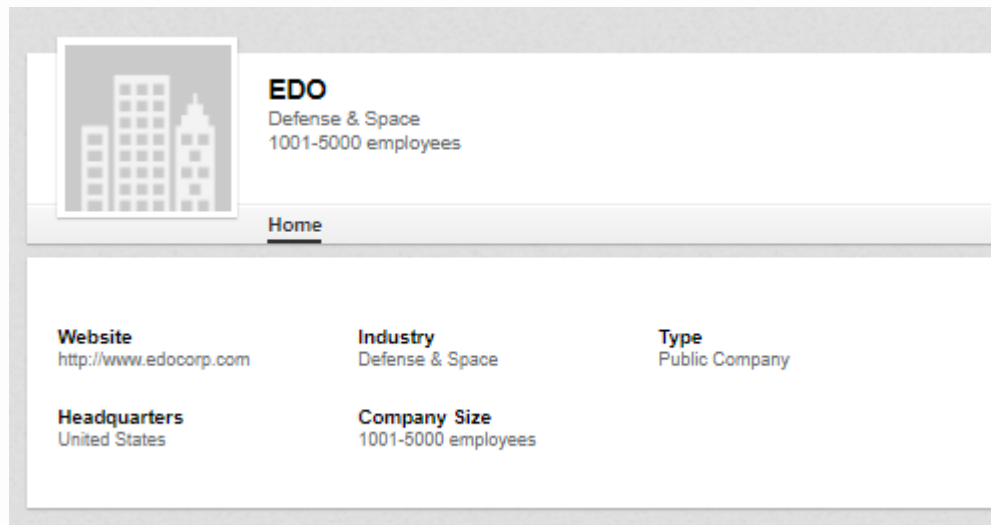 EDO
Defense & Space
1001-5000 employees
Home
Website
http://www.edocorp.com
Industry
Defense & Space
Type
Public Company
Headquarters
United States
Company Size
1001-5000 employees